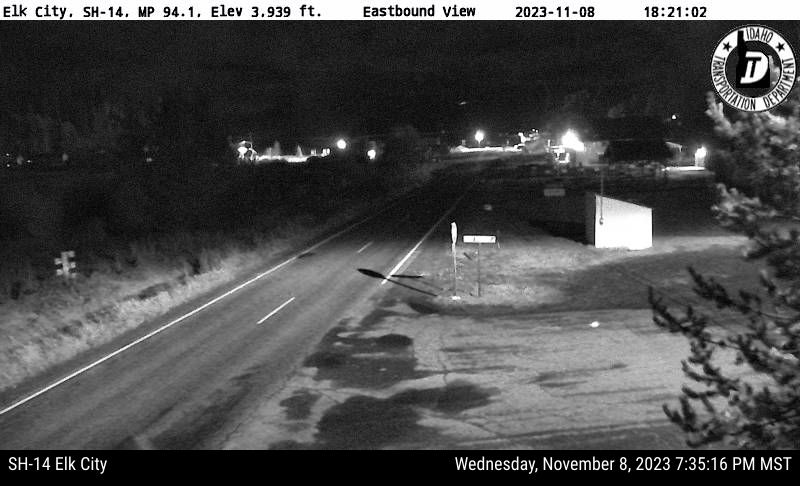 Elk City, SH-14, MP 94.1, Elev 3,939 ft. Eastbound View 2023-11-08 18:21:02
IDAHO
TRANSPORTATION DEPARTMENT
SH-14 Elk City Wednesday, November 8, 2023 7:35:16 PM MST